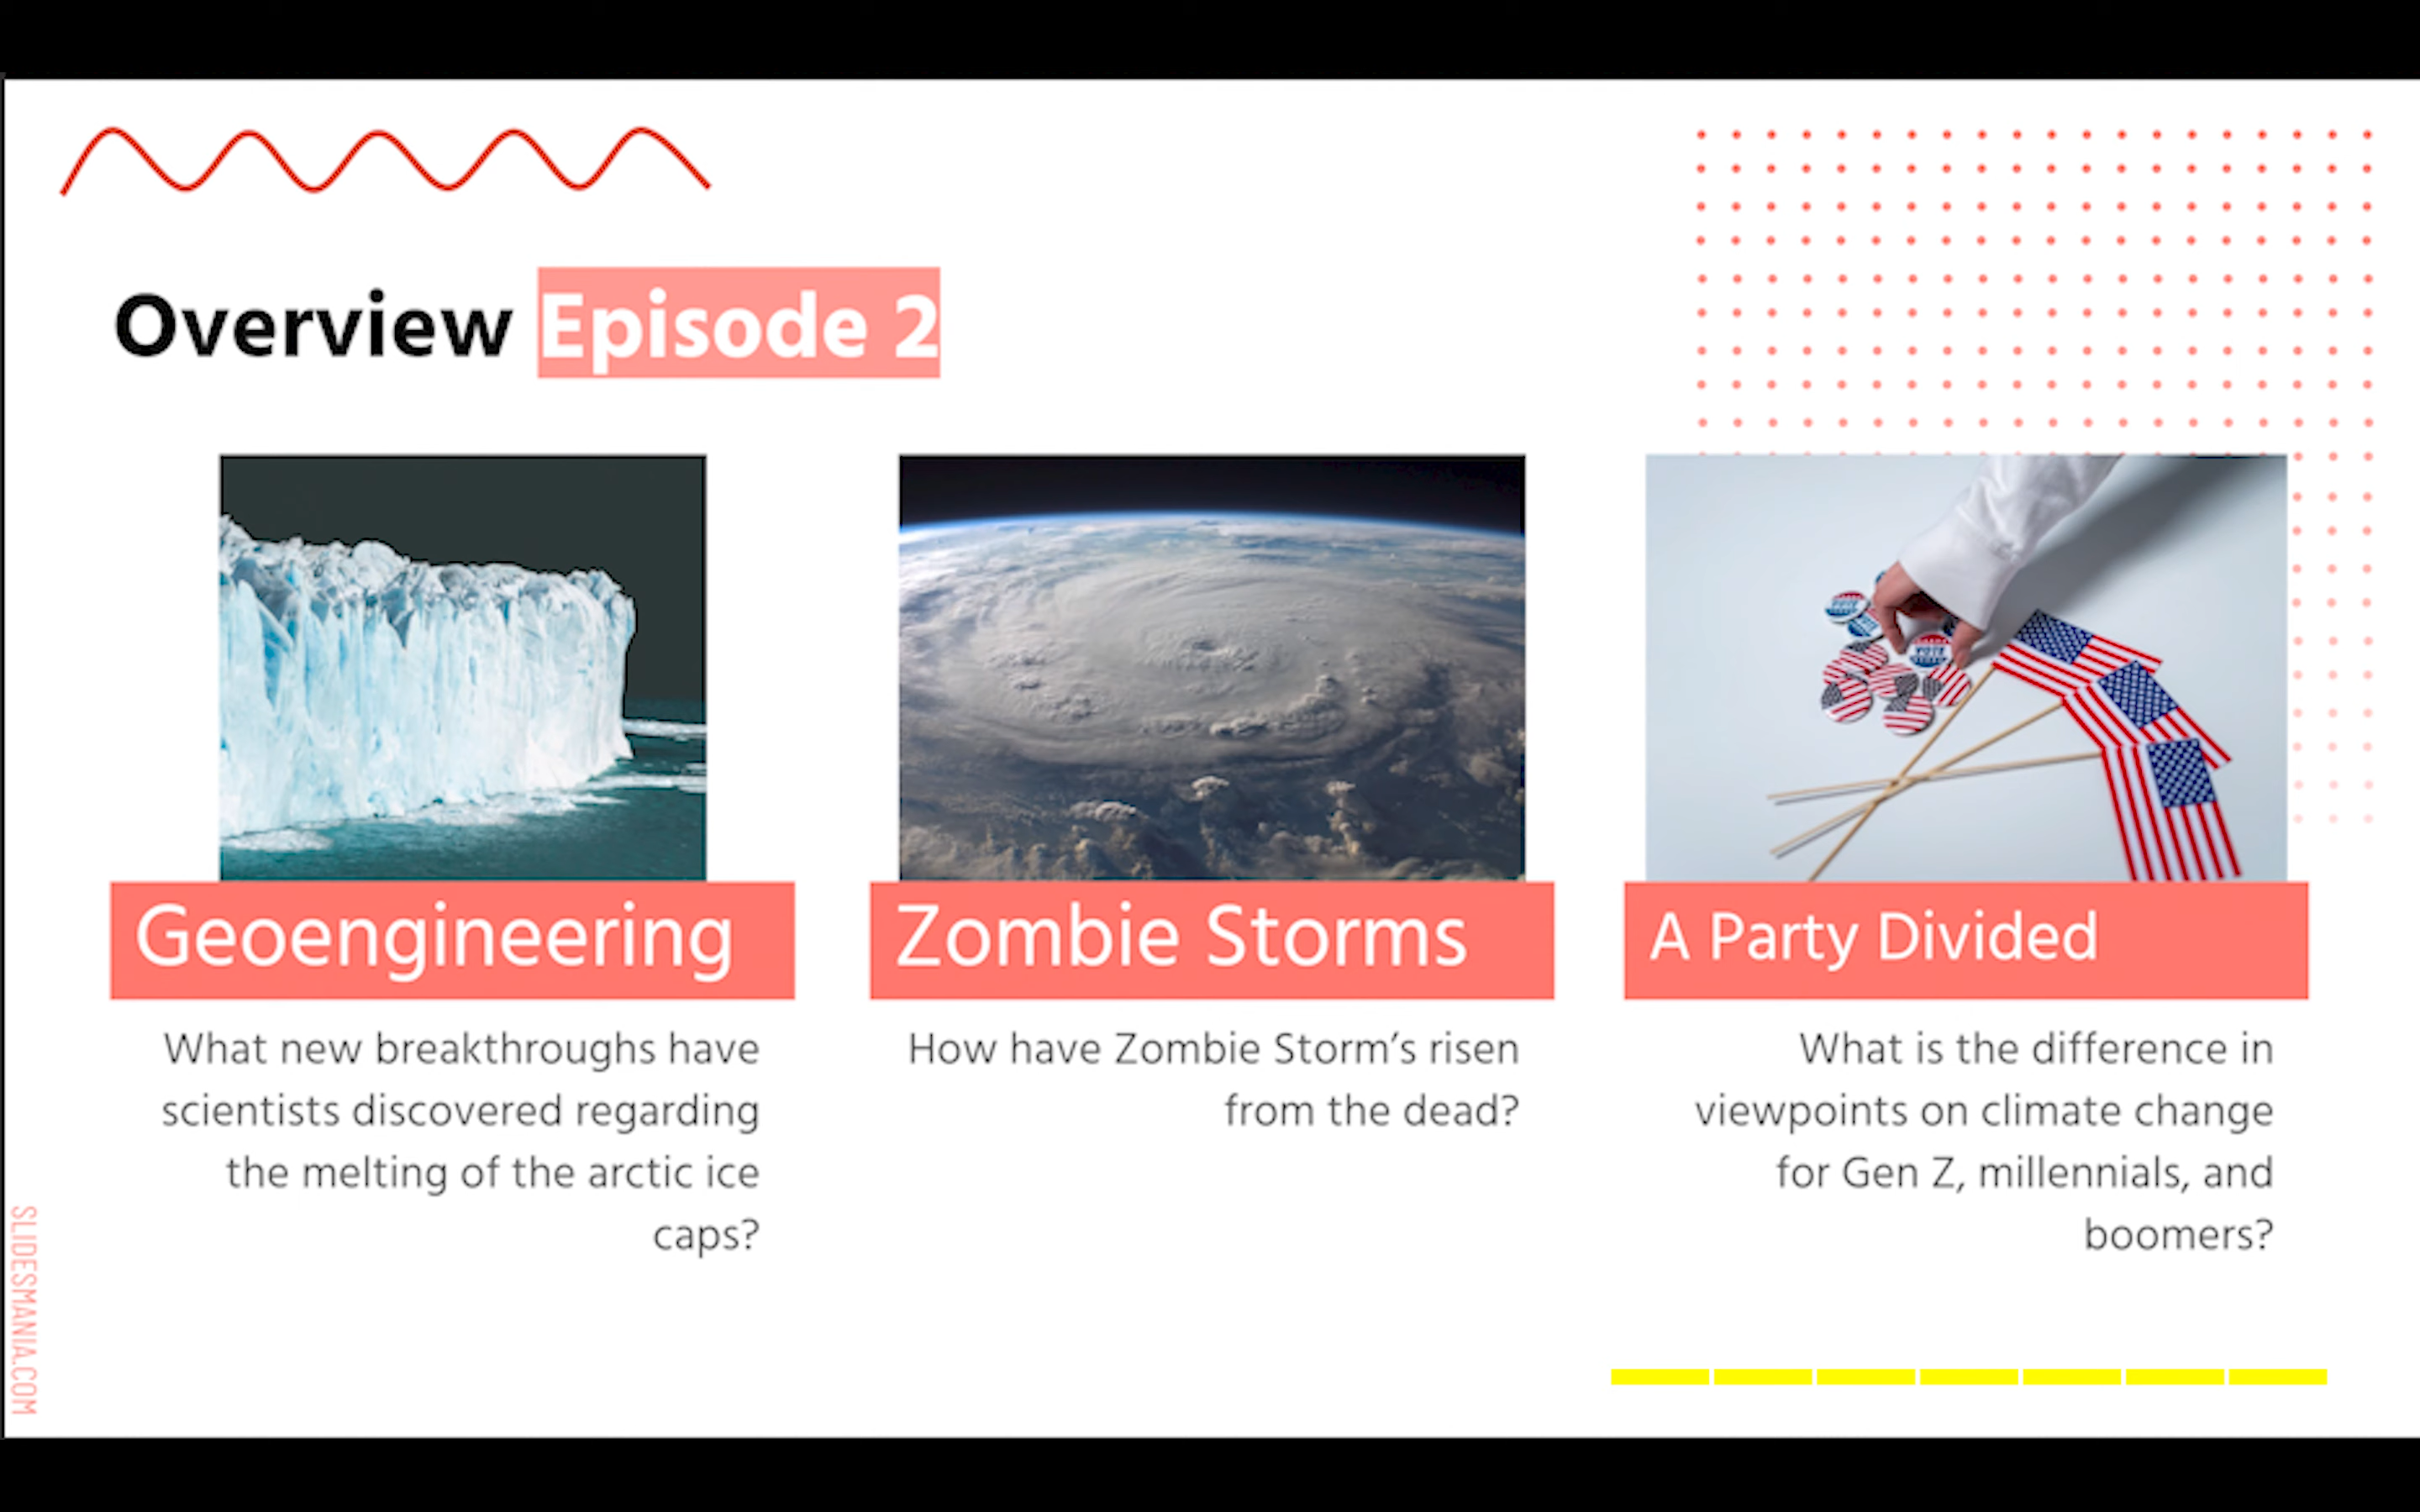 Overview Episode 2
VOTE
VOTE
Geoengineering
Zombie Storms
A Party Divided
What new breakthroughs have
scientists discovered regarding
the melting of the arctic ice
caps?
How have Zombie Storm’s risen
from the dead?
What is the difference in
viewpoints on climate change
for Gen Z, millennials, and
boomers?
SLIDESMANIA.COM